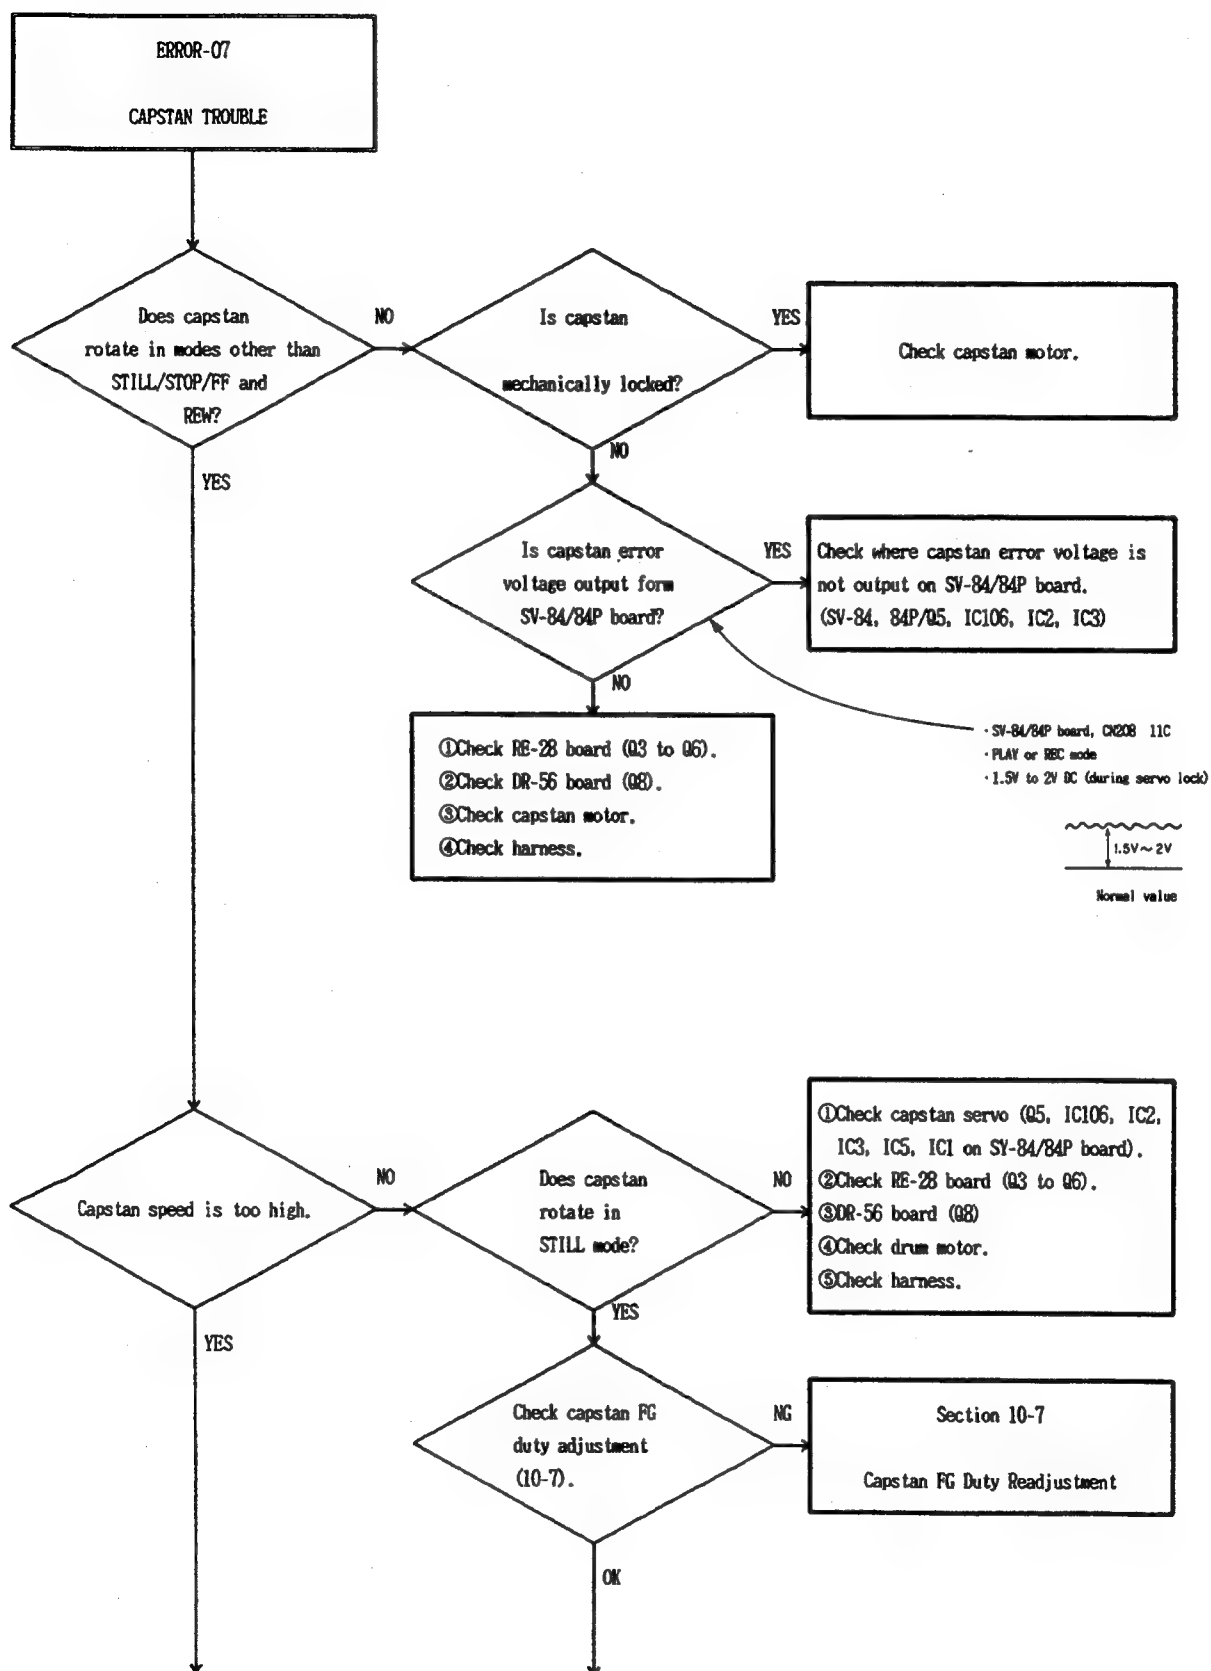 ERROR-07
CAPSTAN TROUBLE
Does capstan
rotate in modes other than
STILL/STOP/FF and
REW?
NO
YES
Is capstan
mechanically locked?
YES
NO
Check capstan motor.
Is capstan error
voltage output form
SV-84/84P board?
YES
NO
Check where capstan error voltage is
not output on SV-84/84P board.
(SV-84, 84P/Q5, IC106, IC2, IC3)
①Check RE-28 board (Q3 to Q6).
②Check DR-56 board (Q8).
③Check capstan motor.
④Check harness.
・SV-84/84P board, CN208 11C
・PLAY or REC mode
・1.5V to 2V DC (during servo lock)
1.5V～2V
Normal value
Capstan speed is too high.
NO
YES
Does capstan
rotate in
STILL mode?
NO
YES
①Check capstan servo (Q5, IC106, IC2,
IC3, IC5, IC1 on SY-84/84P board).
②Check RE-28 board (Q3 to Q6).
③DR-56 board (Q8)
④Check drum motor.
⑤Check harness.
Check capstan FG
duty adjustment
(10-7).
NG
OK
Section 10-7
Capstan FG Duty Readjustment